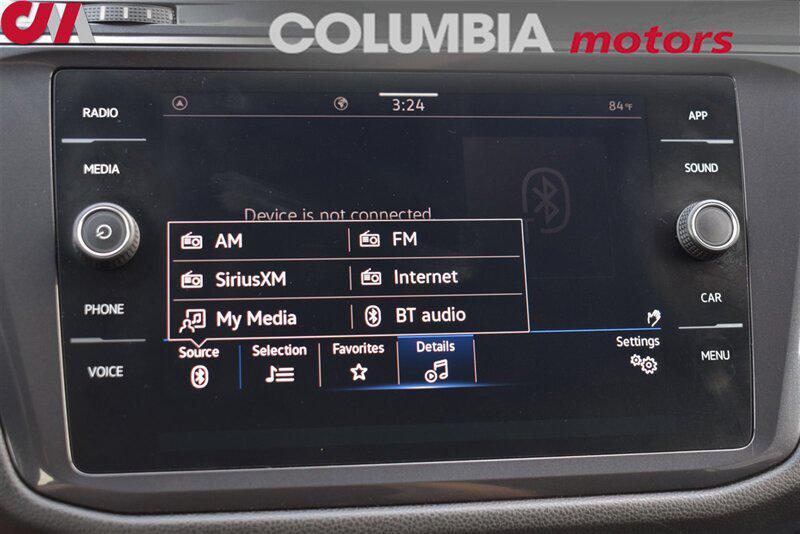 CM COLUMBIA motors
RADIO
MEDIA
PHONE
VOICE
3:24
84°F
Device is not connected.
AM
FM
SiriusXM
Internet
My Media
BT audio
Source
Selection
Favorites
Details
Settings
APP
SOUND
CAR
MENU